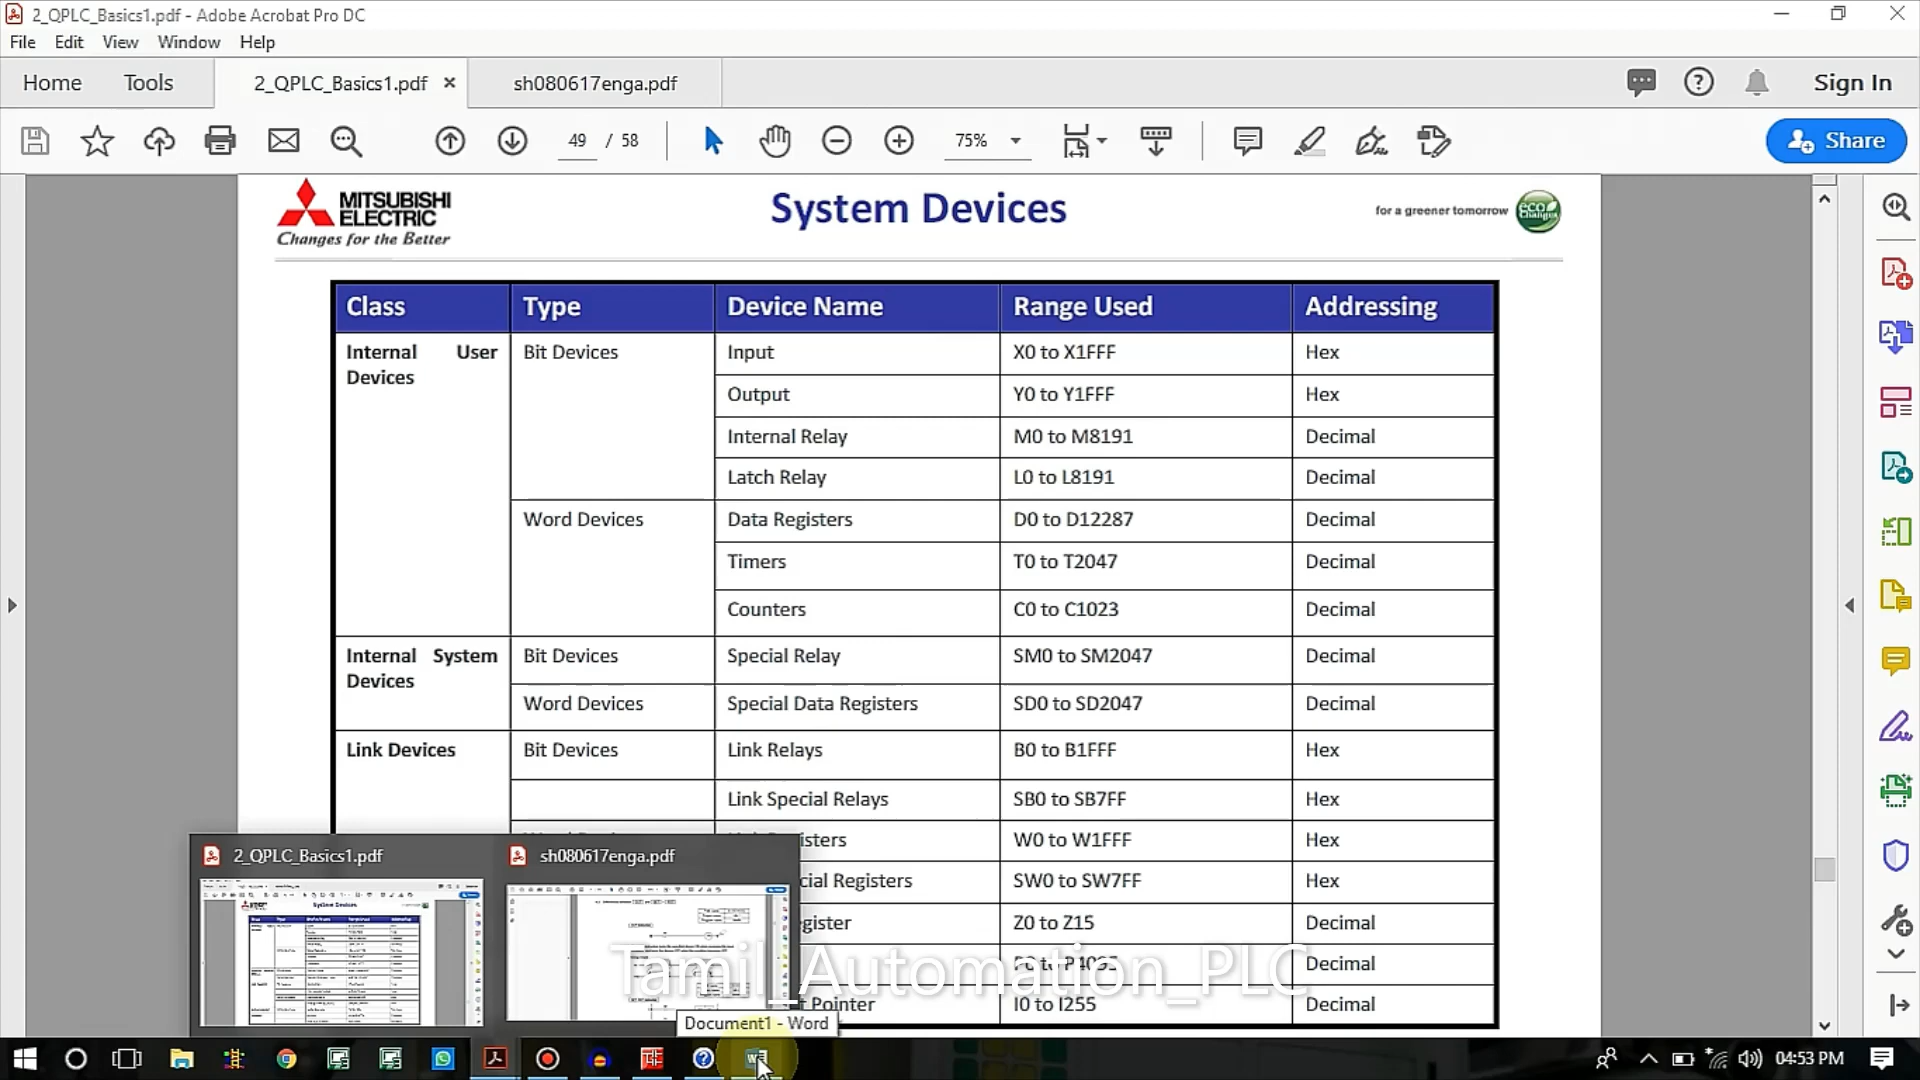 2_QPLC_Basics1.pdf - Adobe Acrobat Pro DC
File Edit View Window Help
Home Tools 2_QPLC_Basics1.pdf × sh080617enga.pdf Sign In
49 / 58 75% Share
MITSUBISHI
ELECTRIC
Changes for the Better
System Devices
for a greener tomorrow
eco
Changes
Class Type Device Name Range Used Addressing
Internal User Devices Bit Devices Input X0 to X1FFF Hex
Output Y0 to Y1FFF Hex
Internal Relay M0 to M8191 Decimal
Latch Relay L0 to L8191 Decimal
Word Devices Data Registers D0 to D12287 Decimal
Timers T0 to T2047 Decimal
Counters C0 to C1023 Decimal
Internal System Devices Bit Devices Special Relay SM0 to SM2047 Decimal
Word Devices Special Data Registers SD0 to SD2047 Decimal
Link Devices Bit Devices Link Relays B0 to B1FFF Hex
Link Special Relays SB0 to SB7FF Hex
isters W0 to W1FFF Hex
cial Registers SW0 to SW7FF Hex
gister Z0 to Z15 Decimal
P0 to P4095 Decimal
t Pointer I0 to I255 Decimal
2_QPLC_Basics1.pdf sh080617enga.pdf
System Devices
Tamil_Automation_PLC
Document1 - Word
04:53 PM